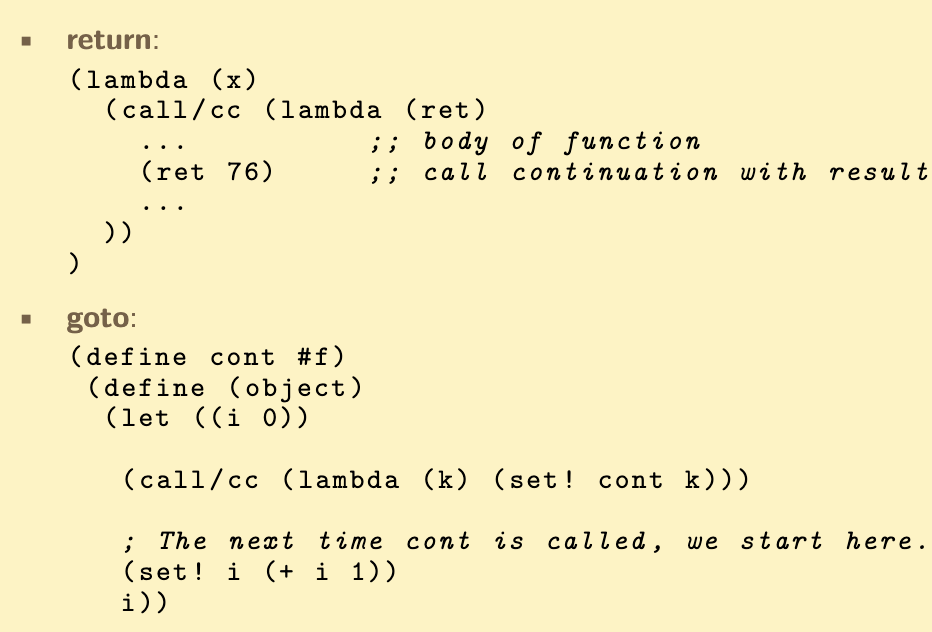 ▪ return:
(lambda (x)
  (call/cc (lambda (ret)
    ...          ;; body of function
    (ret 76)     ;; call continuation with result
    ...
  ))
)
▪ goto:
(define cont #f)
 (define (object)
  (let ((i 0))
   (call/cc (lambda (k) (set! cont k)))
   ; The next time cont is called, we start here.
   (set! i (+ i 1))
   i))